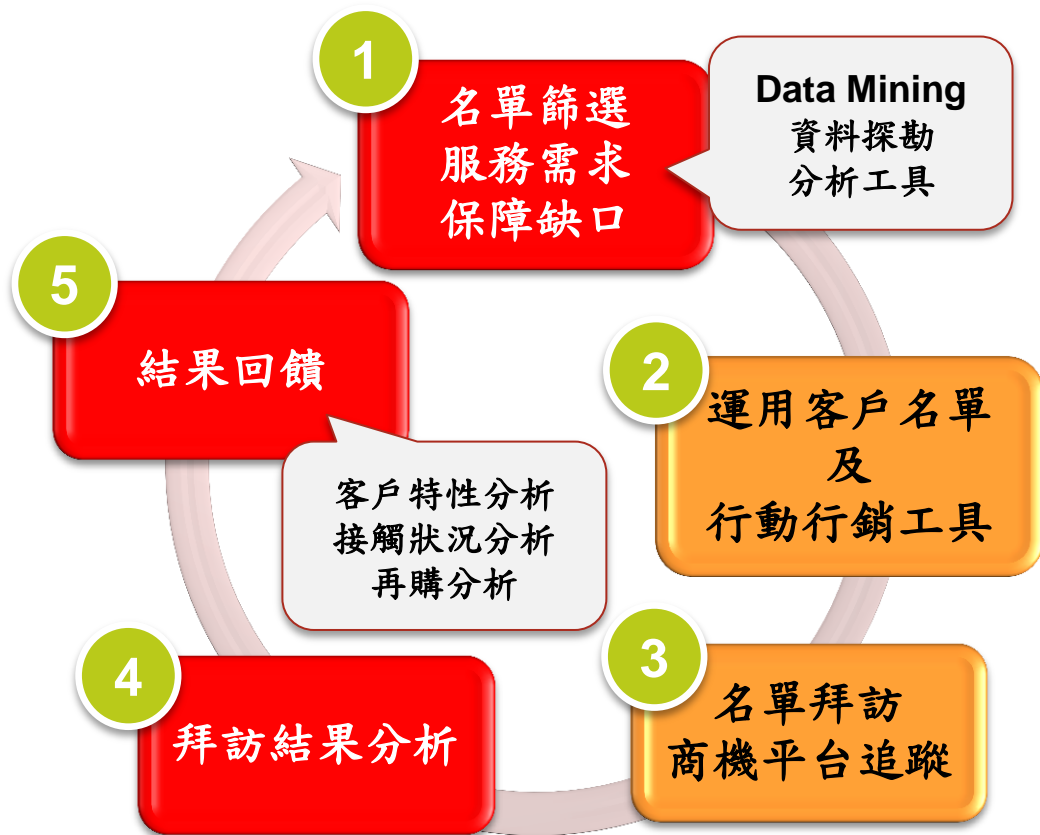 1
名單篩選
服務需求
保障缺口
Data Mining
資料探勘
分析工具
2
運用客戶名單
及
行動行銷工具
3
名單拜訪
商機平台追蹤
4
拜訪結果分析
5
結果回饋
客戶特性分析
接觸狀況分析
再購分析